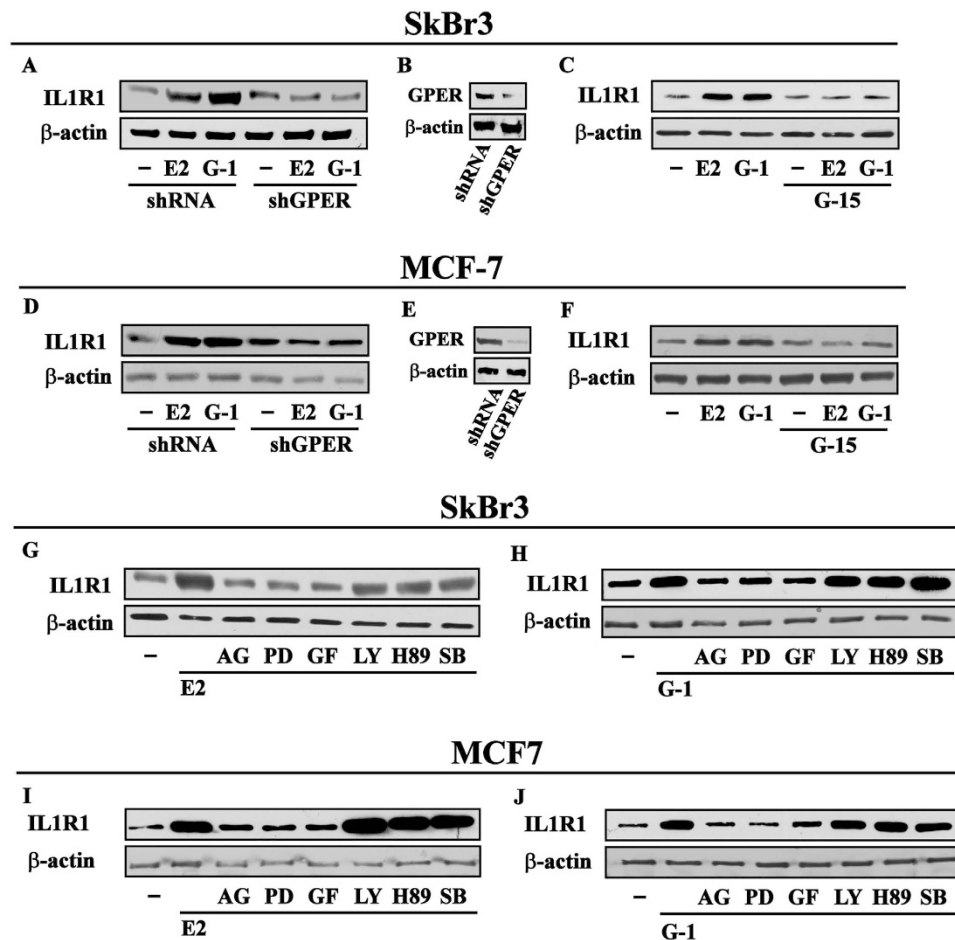 SkBr3
A B C
IL1R1 GPER IL1R1
β-actin β-actin β-actin
– E2 G-1 – E2 G-1 shRNA shGPER – E2 G-1 – E2 G-1
shRNA shGPER G-15
MCF-7
D E F
IL1R1 GPER IL1R1
β-actin β-actin β-actin
– E2 G-1 – E2 G-1 shRNA shGPER – E2 G-1 – E2 G-1
shRNA shGPER G-15
SkBr3
G H
IL1R1 IL1R1
β-actin β-actin
– AG PD GF LY H89 SB – AG PD GF LY H89 SB
E2 G-1
MCF7
I J
IL1R1 IL1R1
β-actin β-actin
– AG PD GF LY H89 SB – AG PD GF LY H89 SB
E2 G-1